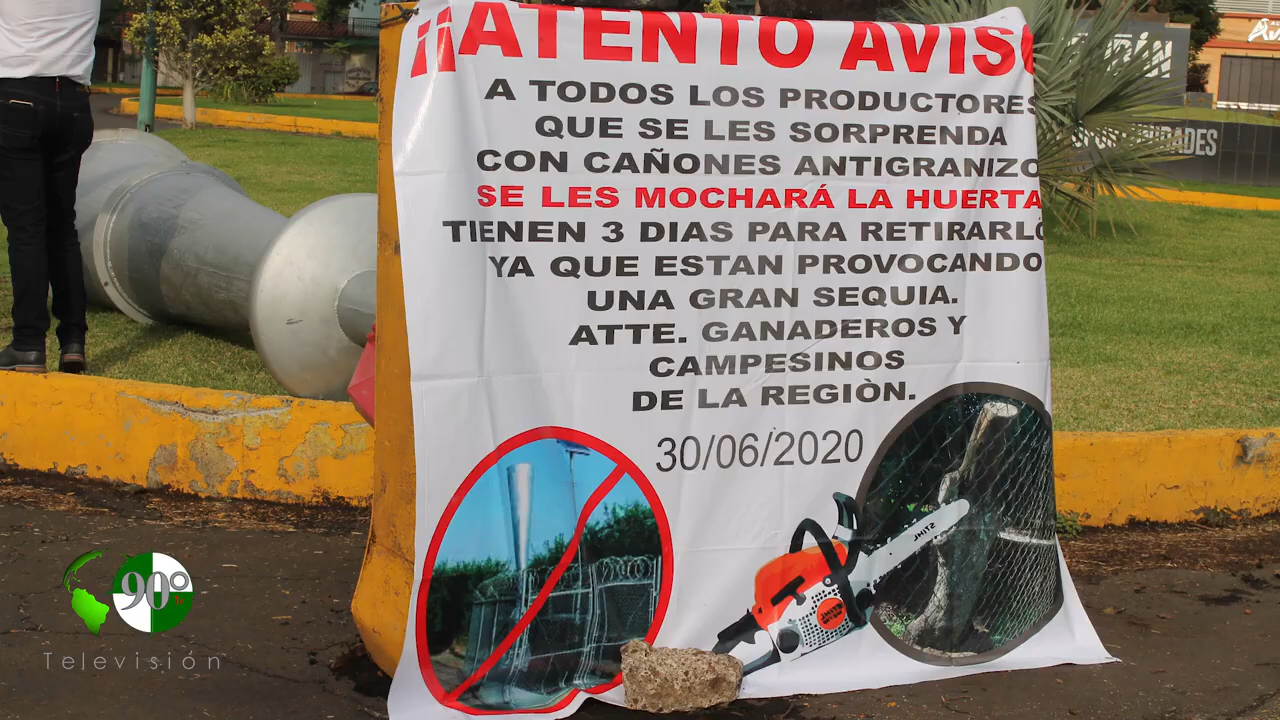 ¡¡ATENTO AVISO
A TODOS LOS PRODUCTORES
QUE SE LES SORPRENDA
CON CAÑONES ANTIGRANIZO
SE LES MOCHARÁ LA HUERTA
TIENEN 3 DIAS PARA RETIRARLO
YA QUE ESTAN PROVOCANDO
UNA GRAN SEQUIA.
ATTE. GANADEROS Y
CAMPESINOS
DE LA REGIÒN.
30/06/2020
STIHL
STIHL
90°
Televisión